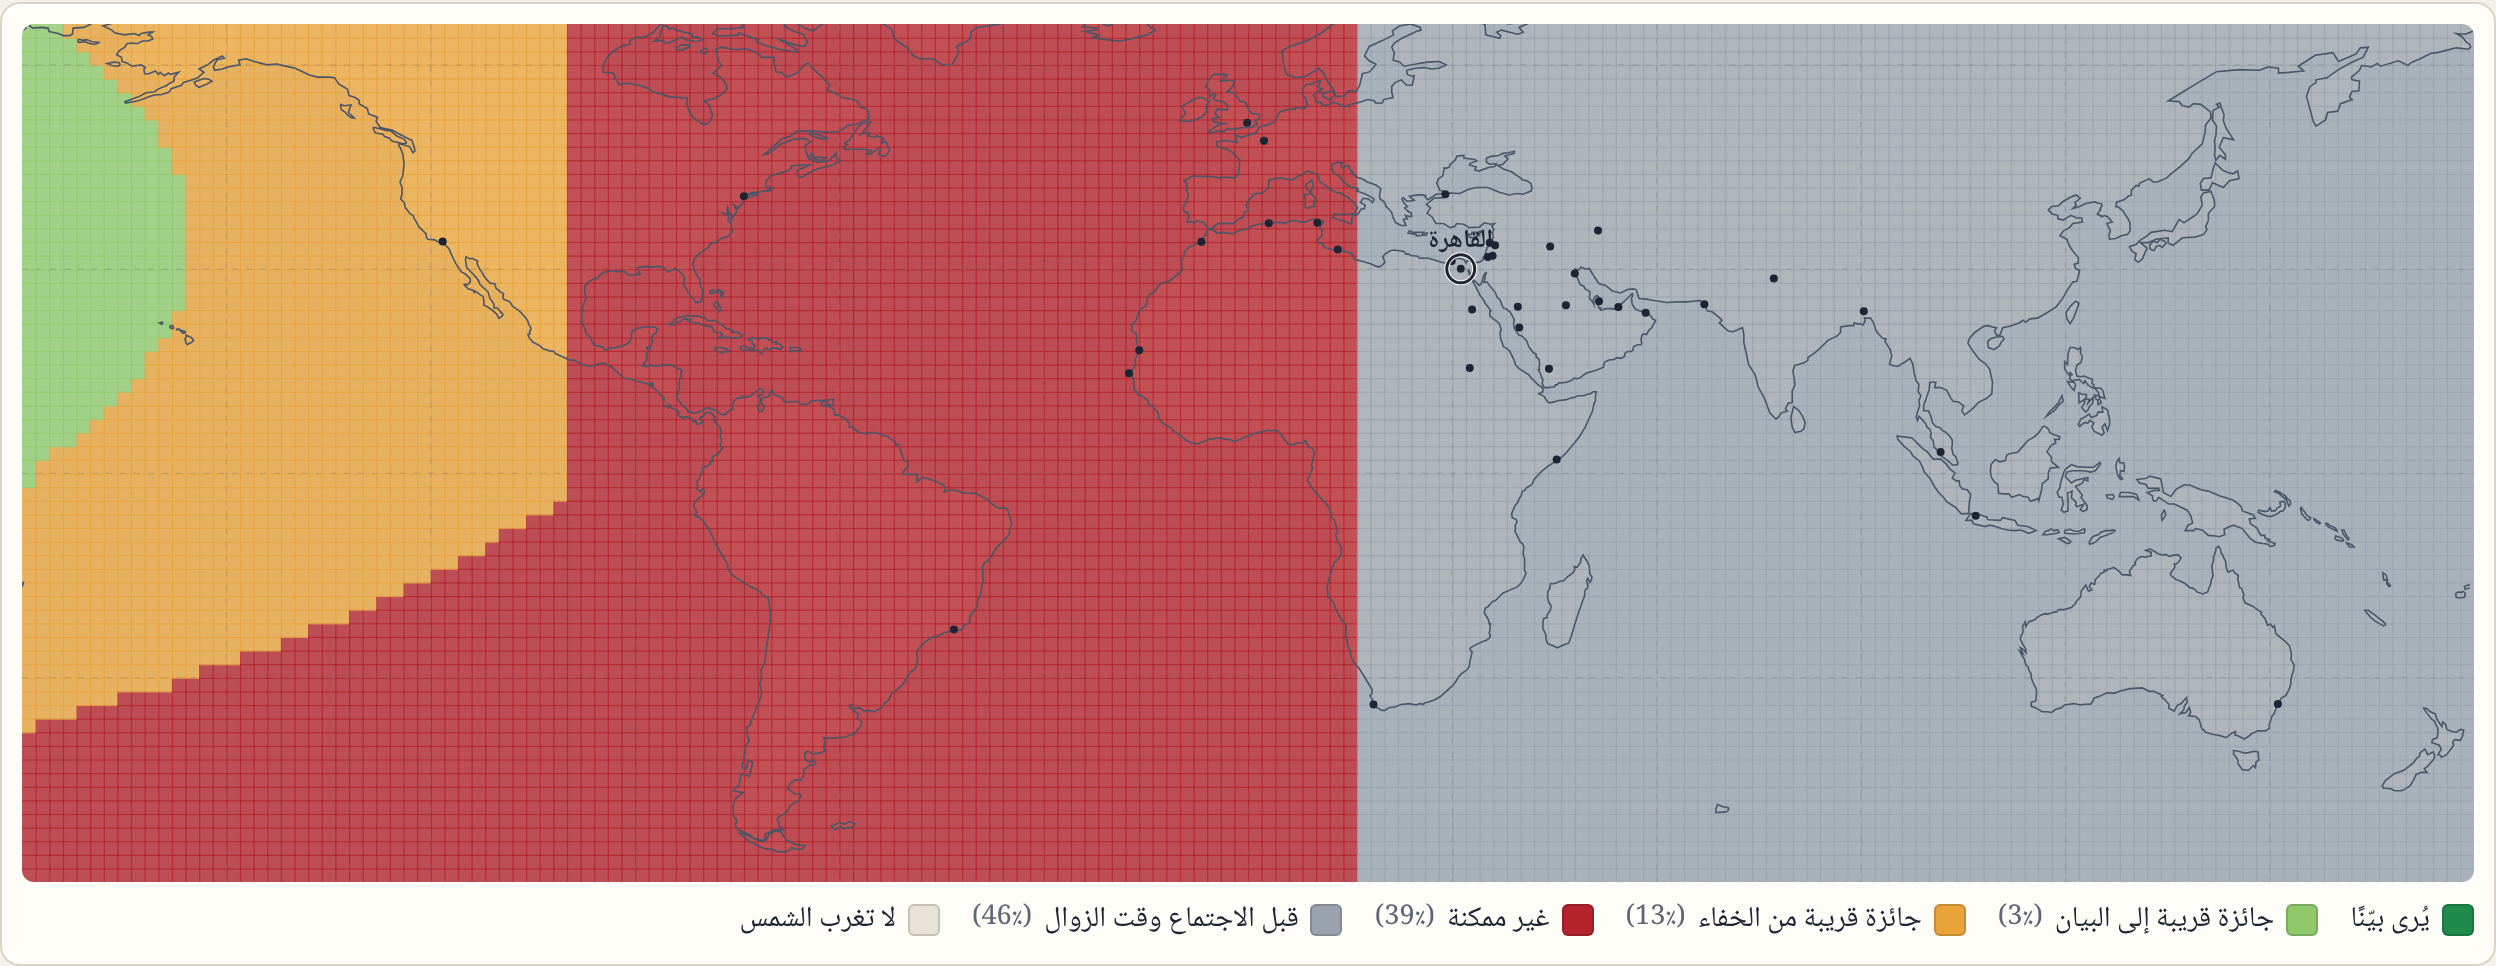 القاهرة
يُرى بيّنًا
جائزة قريبة إلى البيان (3٪)
جائزة قريبة من الخفاء (13٪)
غير ممكنة (39٪)
قبل الاجتماع وقت الزوال (46٪)
لا تغرب الشمس